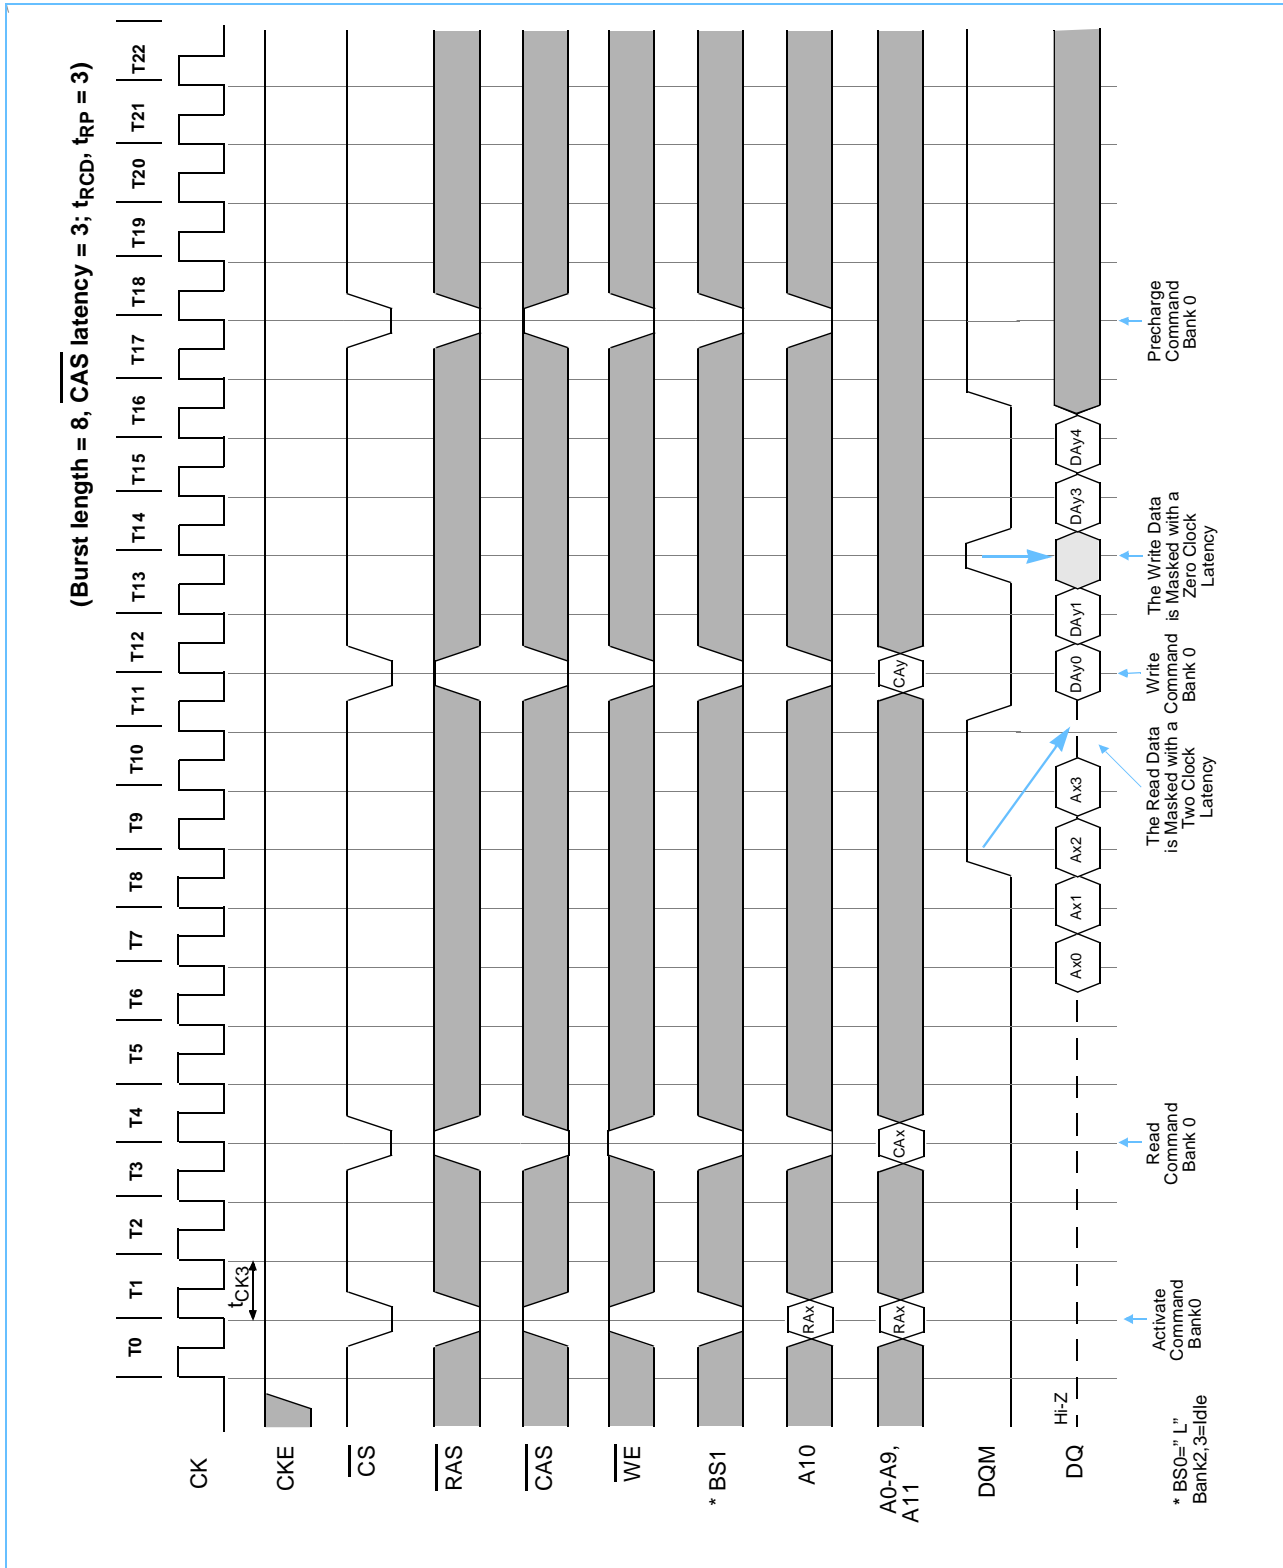 (Burst length = 8, CAS latency = 3; tRCD, tRP = 3)
T0 T1 T2 T3 T4 T5 T6 T7 T8 T9 T10 T11 T12 T13 T14 T15 T16 T17 T18 T19 T20 T21 T22
CK
tCK3
CKE
CS
RAS
CAS
WE
* BS1
A10
RAx
A0-A9,
A11
RAx CAx CAy
DQM
DQ
Hi-Z
Ax0 Ax1 Ax2 Ax3 DAy0 DAy1 DAy3 DAy4
* BS0=" L"
Bank2,3=Idle
Activate
Command
Bank0
Read
Command
Bank 0
The Read Data
is Masked with a
Two Clock
Latency
Write
Command
Bank 0
The Write Data
is Masked with a
Zero Clock
Latency
Precharge
Command
Bank 0